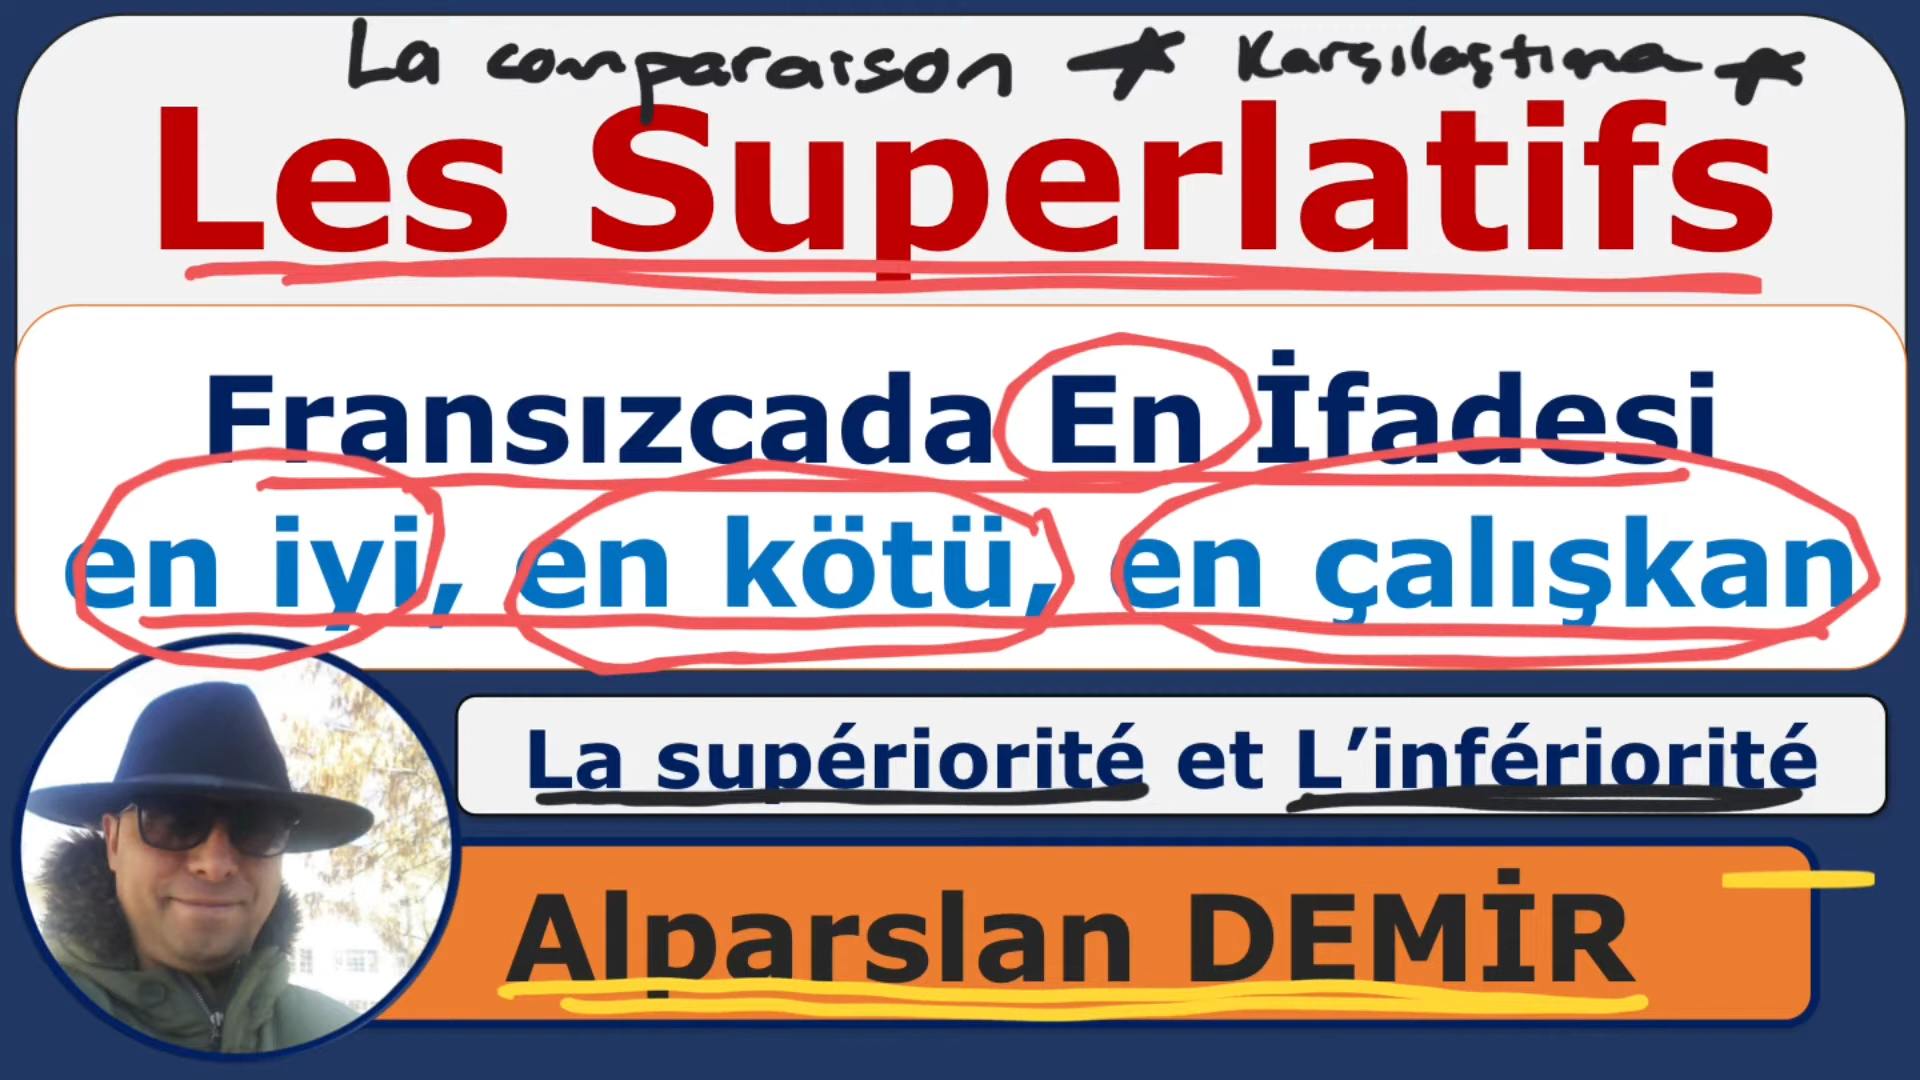 La comparaison ★ Karşılaştırma ★
Les Superlatifs
Fransızcada En İfadesi
en iyi, en kötü, en çalışkan
La supériorité et L’infériorité
Alparslan DEMİR